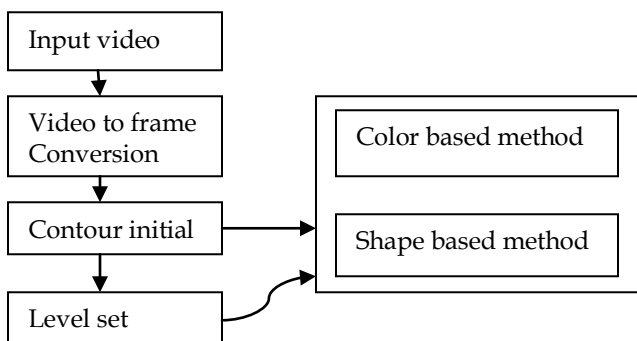 Input video
Video to frame
Conversion
Contour initial
Level set
Color based method
Shape based method